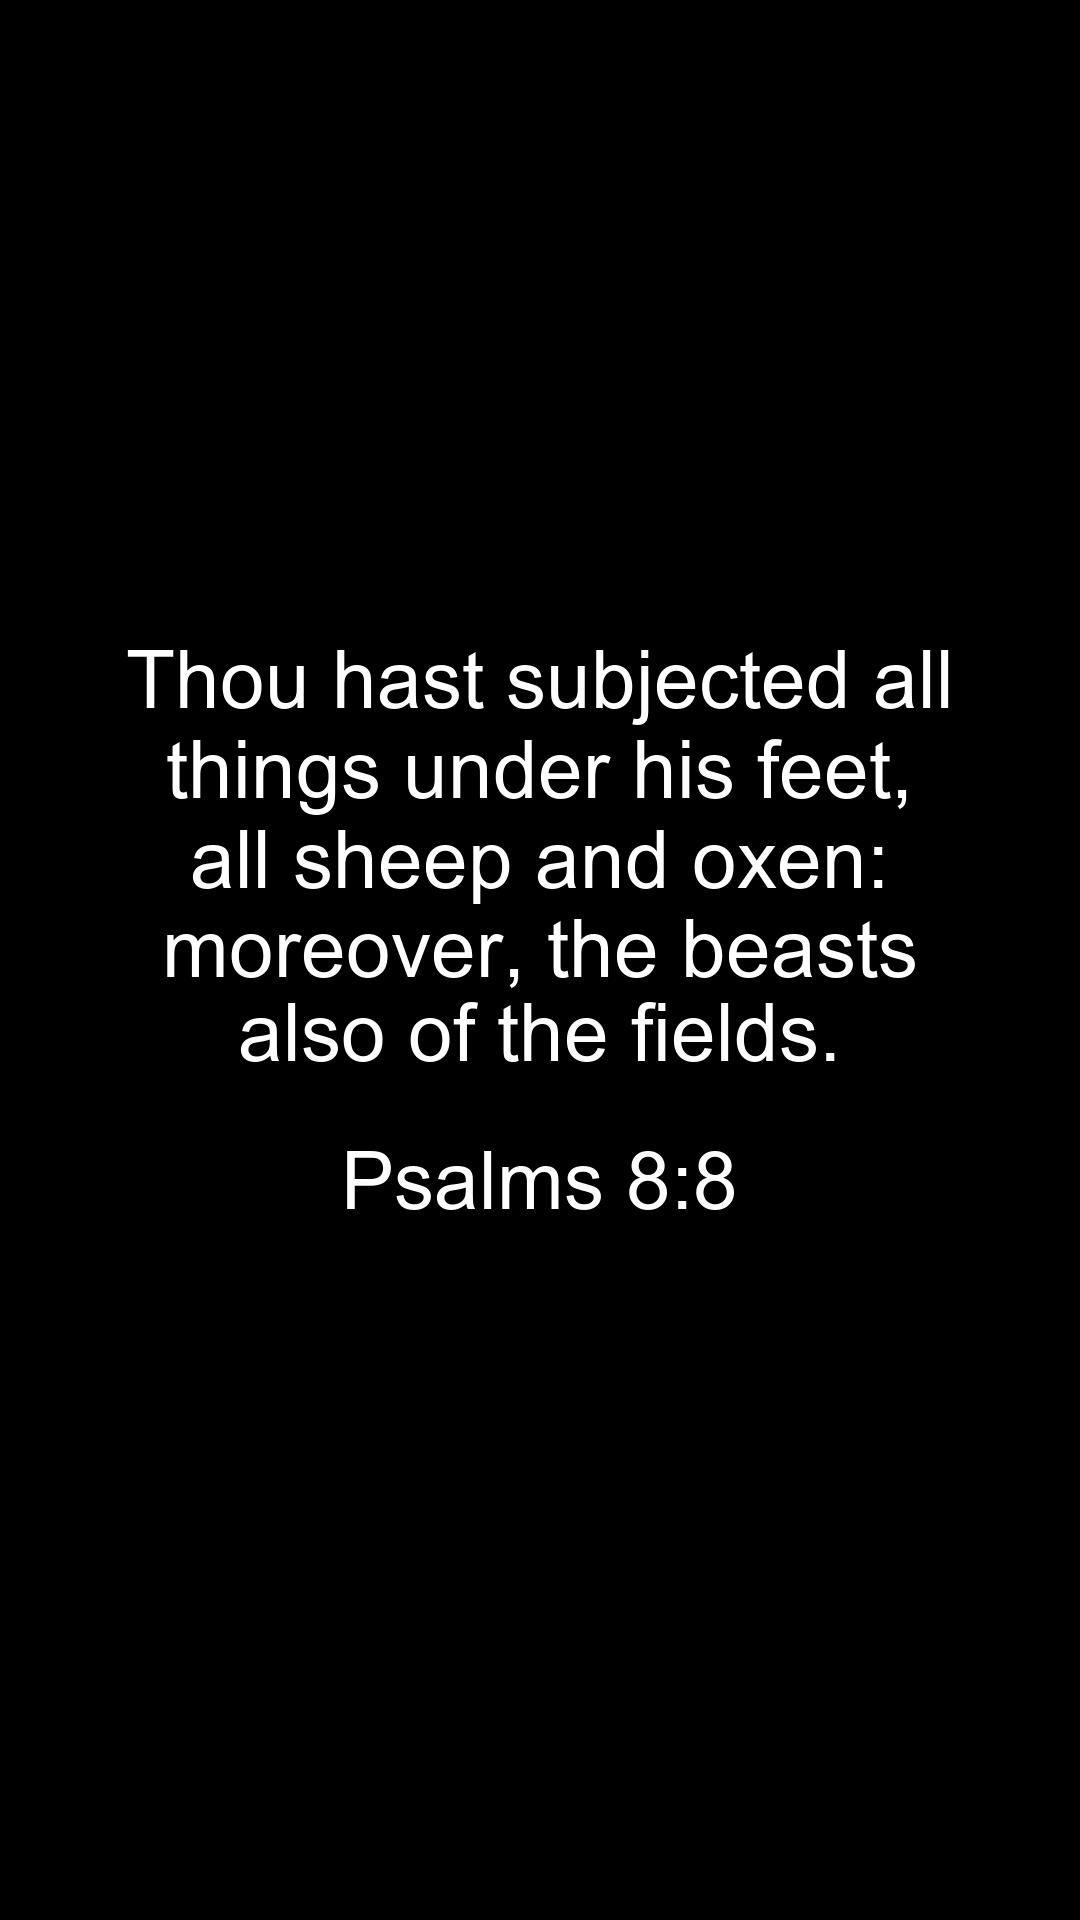 Thou hast subjected all
things under his feet,
all sheep and oxen:
moreover, the beasts
also of the fields.
Psalms 8:8